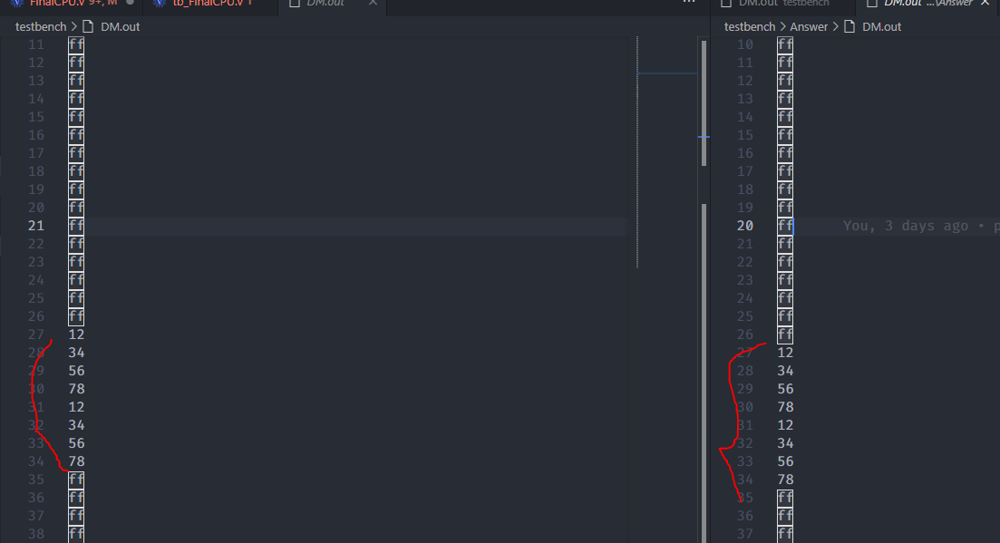 FinalCPU.v 9+, M
tb_FinalCPU.v 1
DM.out
testbench > DM.out
11 ff
12 ff
13 ff
14 ff
15 ff
16 ff
17 ff
18 ff
19 ff
20 ff
21 ff
22 ff
23 ff
24 ff
25 ff
26 ff
27 12
28 34
29 56
30 78
31 12
32 34
33 56
34 78
35 ff
36 ff
37 ff
38 ff
DM.out testbench
DM.out ...\Answer
testbench > Answer > DM.out
10 ff
11 ff
12 ff
13 ff
14 ff
15 ff
16 ff
17 ff
18 ff
19 ff
20 ff You, 3 days ago • p
21 ff
22 ff
23 ff
24 ff
25 ff
26 ff
27 12
28 34
29 56
30 78
31 12
32 34
33 56
34 78
35 ff
36 ff
37 ff